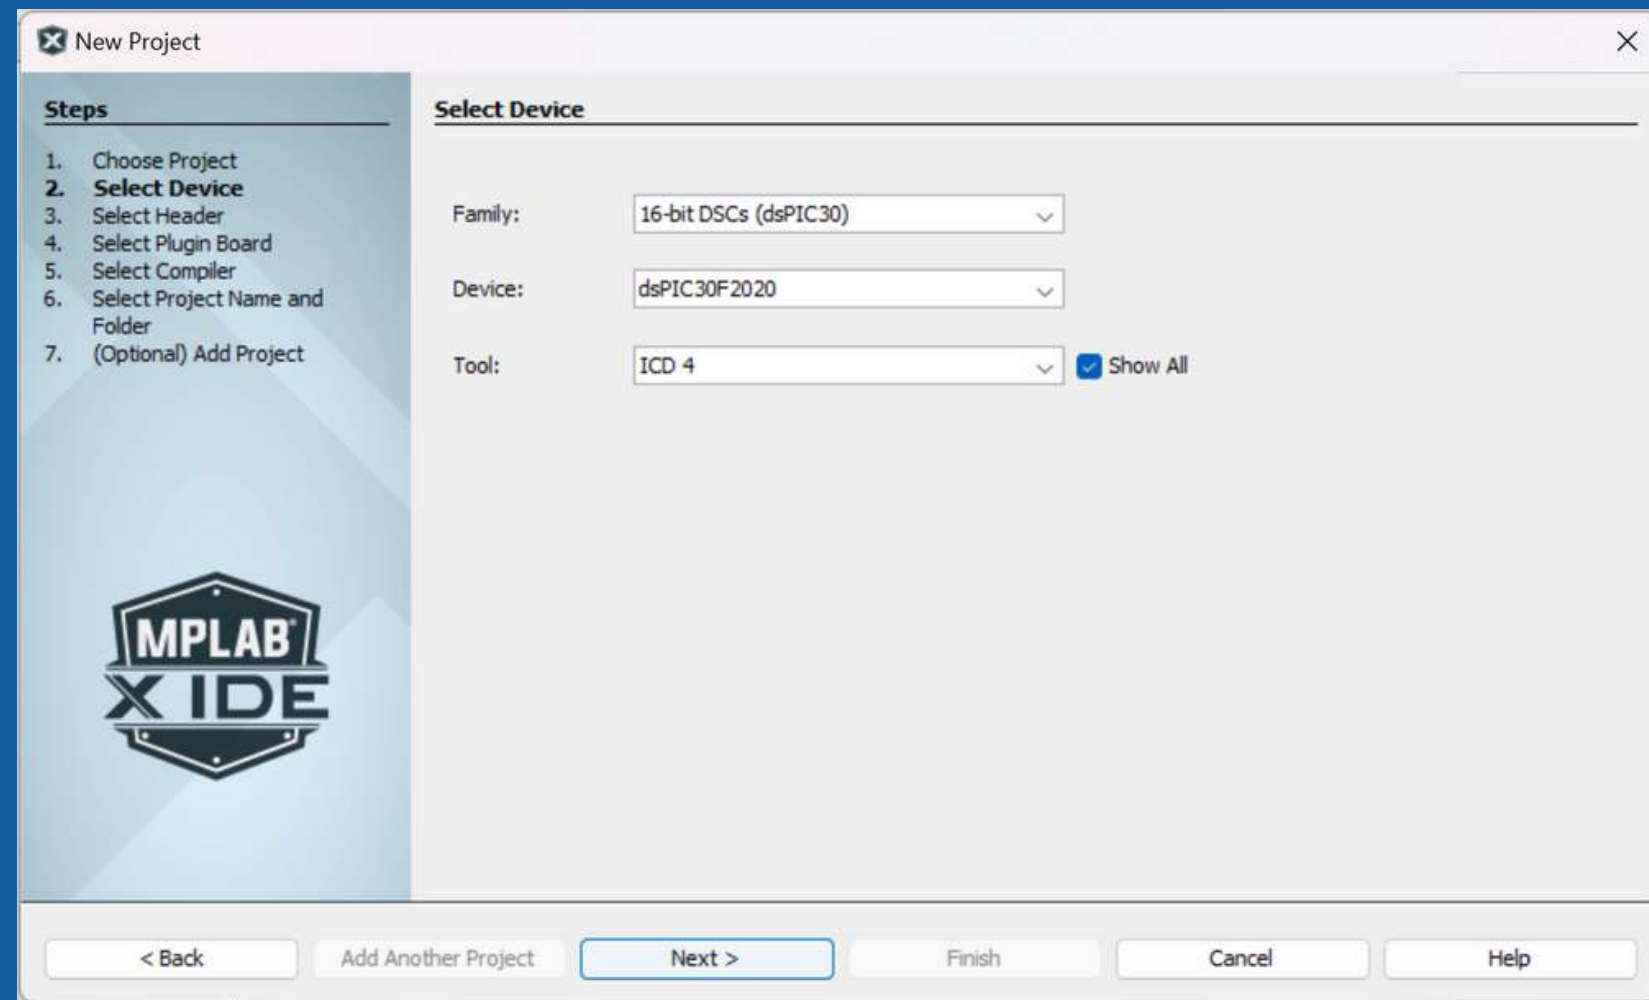 New Project
Steps
1. Choose Project
2. Select Device
3. Select Header
4. Select Plugin Board
5. Select Compiler
6. Select Project Name and
Folder
7. (Optional) Add Project
MPLAB®
X IDE
Select Device
Family: 16-bit DSCs (dsPIC30)
Device: dsPIC30F2020
Tool: ICD 4 Show All
< Back Add Another Project Next > Finish Cancel Help